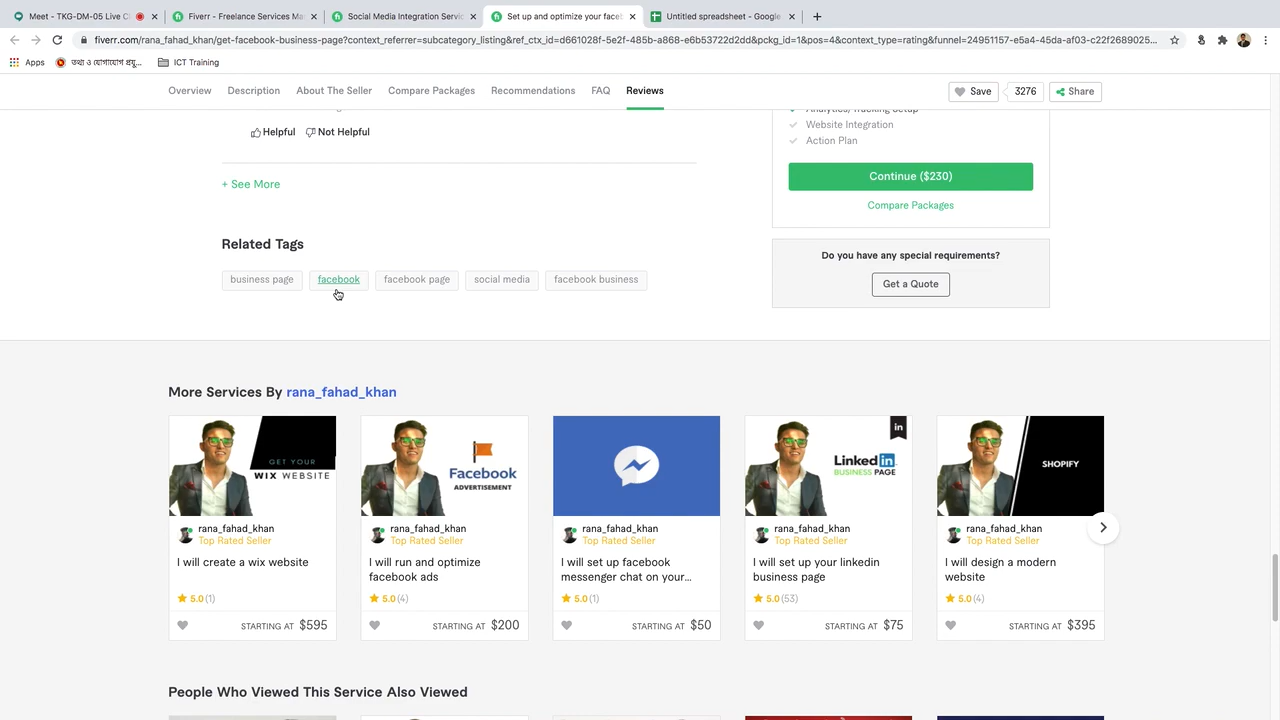 Meet - TKG-DM-05 Live C
Fiverr - Freelance Services Ma
Social Media Integration Servic
Set up and optimize your faceb
Untitled spreadsheet - Google
fiverr.com/rana_fahad_khan/get-facebook-business-page?context_referrer=subcategory_listing&ref_ctx_id=d661028f-5e2f-485b-a868-e6b53722d2dd&pckg_id=1&pos=4&context_type=rating&funnel=24951157-e5a4-45da-af03-c22f2689025...
Apps
তথ্য ও যোগাযোগ প্রযু...
ICT Training
Overview
Description
About The Seller
Compare Packages
Recommendations
FAQ
Reviews
Save
3276
Share
Analytics/Tracking Setup
Website Integration
Action Plan
Helpful
Not Helpful
Continue ($230)
+ See More
Compare Packages
Related Tags
Do you have any special requirements?
business page
facebook
facebook page
social media
facebook business
Get a Quote
More Services By rana_fahad_khan
GET YOUR
WIX WEBSITE
Facebook
ADVERTISEMENT
in
LinkedIn
BUSINESS PAGE
SHOPIFY
rana_fahad_khan
Top Rated Seller
I will create a wix website
5.0 (1)
STARTING AT $595
rana_fahad_khan
Top Rated Seller
I will run and optimize
facebook ads
5.0 (4)
STARTING AT $200
rana_fahad_khan
Top Rated Seller
I will set up facebook
messenger chat on your...
5.0 (1)
STARTING AT $50
rana_fahad_khan
Top Rated Seller
I will set up your linkedin
business page
5.0 (53)
STARTING AT $75
rana_fahad_khan
Top Rated Seller
I will design a modern
website
5.0 (4)
STARTING AT $395
People Who Viewed This Service Also Viewed